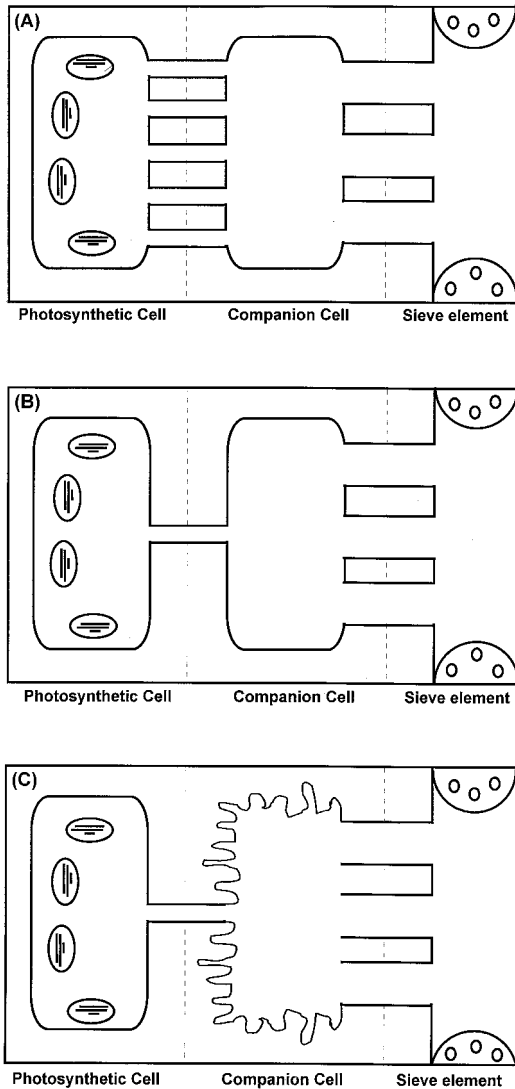 (A)
Photosynthetic Cell Companion Cell Sieve element
(B)
Photosynthetic Cell Companion Cell Sieve element
(C)
Photosynthetic Cell Companion Cell Sieve element